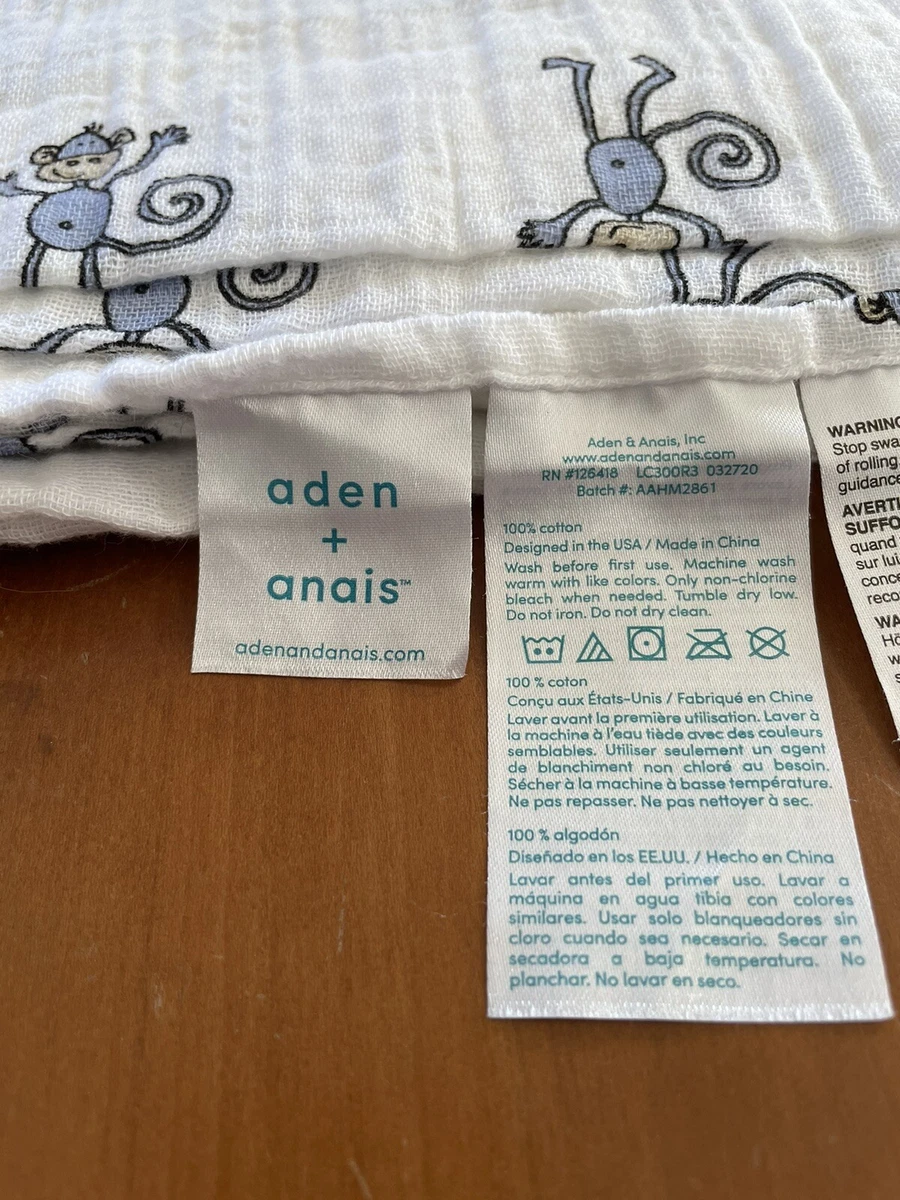 aden
+
anais™
adenandanais.com
Aden & Anais, Inc
www.adenandanais.com
RN #126418 LC300R3 032720
Batch #: AAHM2861
100% cotton
Designed in the USA / Made in China
Wash before first use. Machine wash
warm with like colors. Only non-chlorine
bleach when needed. Tumble dry low.
Do not iron. Do not dry clean.
100 % coton
Conçu aux États-Unis / Fabriqué en Chine
Laver avant la première utilisation. Laver à
la machine à l'eau tiède avec des couleurs
semblables. Utiliser seulement un agent
de blanchiment non chloré au besoin.
Sécher à la machine à basse température.
Ne pas repasser. Ne pas nettoyer à sec.
100 % algodón
Diseñado en los EE.UU. / Hecho en China
Lavar antes del primer uso. Lavar a
máquina en agua tibia con colores
similares. Usar solo blanqueadores sin
cloro cuando sea necesario. Secar en
secadora a baja temperatura. No
planchar. No lavar en seco.
WARNING
Stop swa
of rolling.
guidance
AVERTI
SUFFO
quand
sur lui
conce
reco
WA
Hö